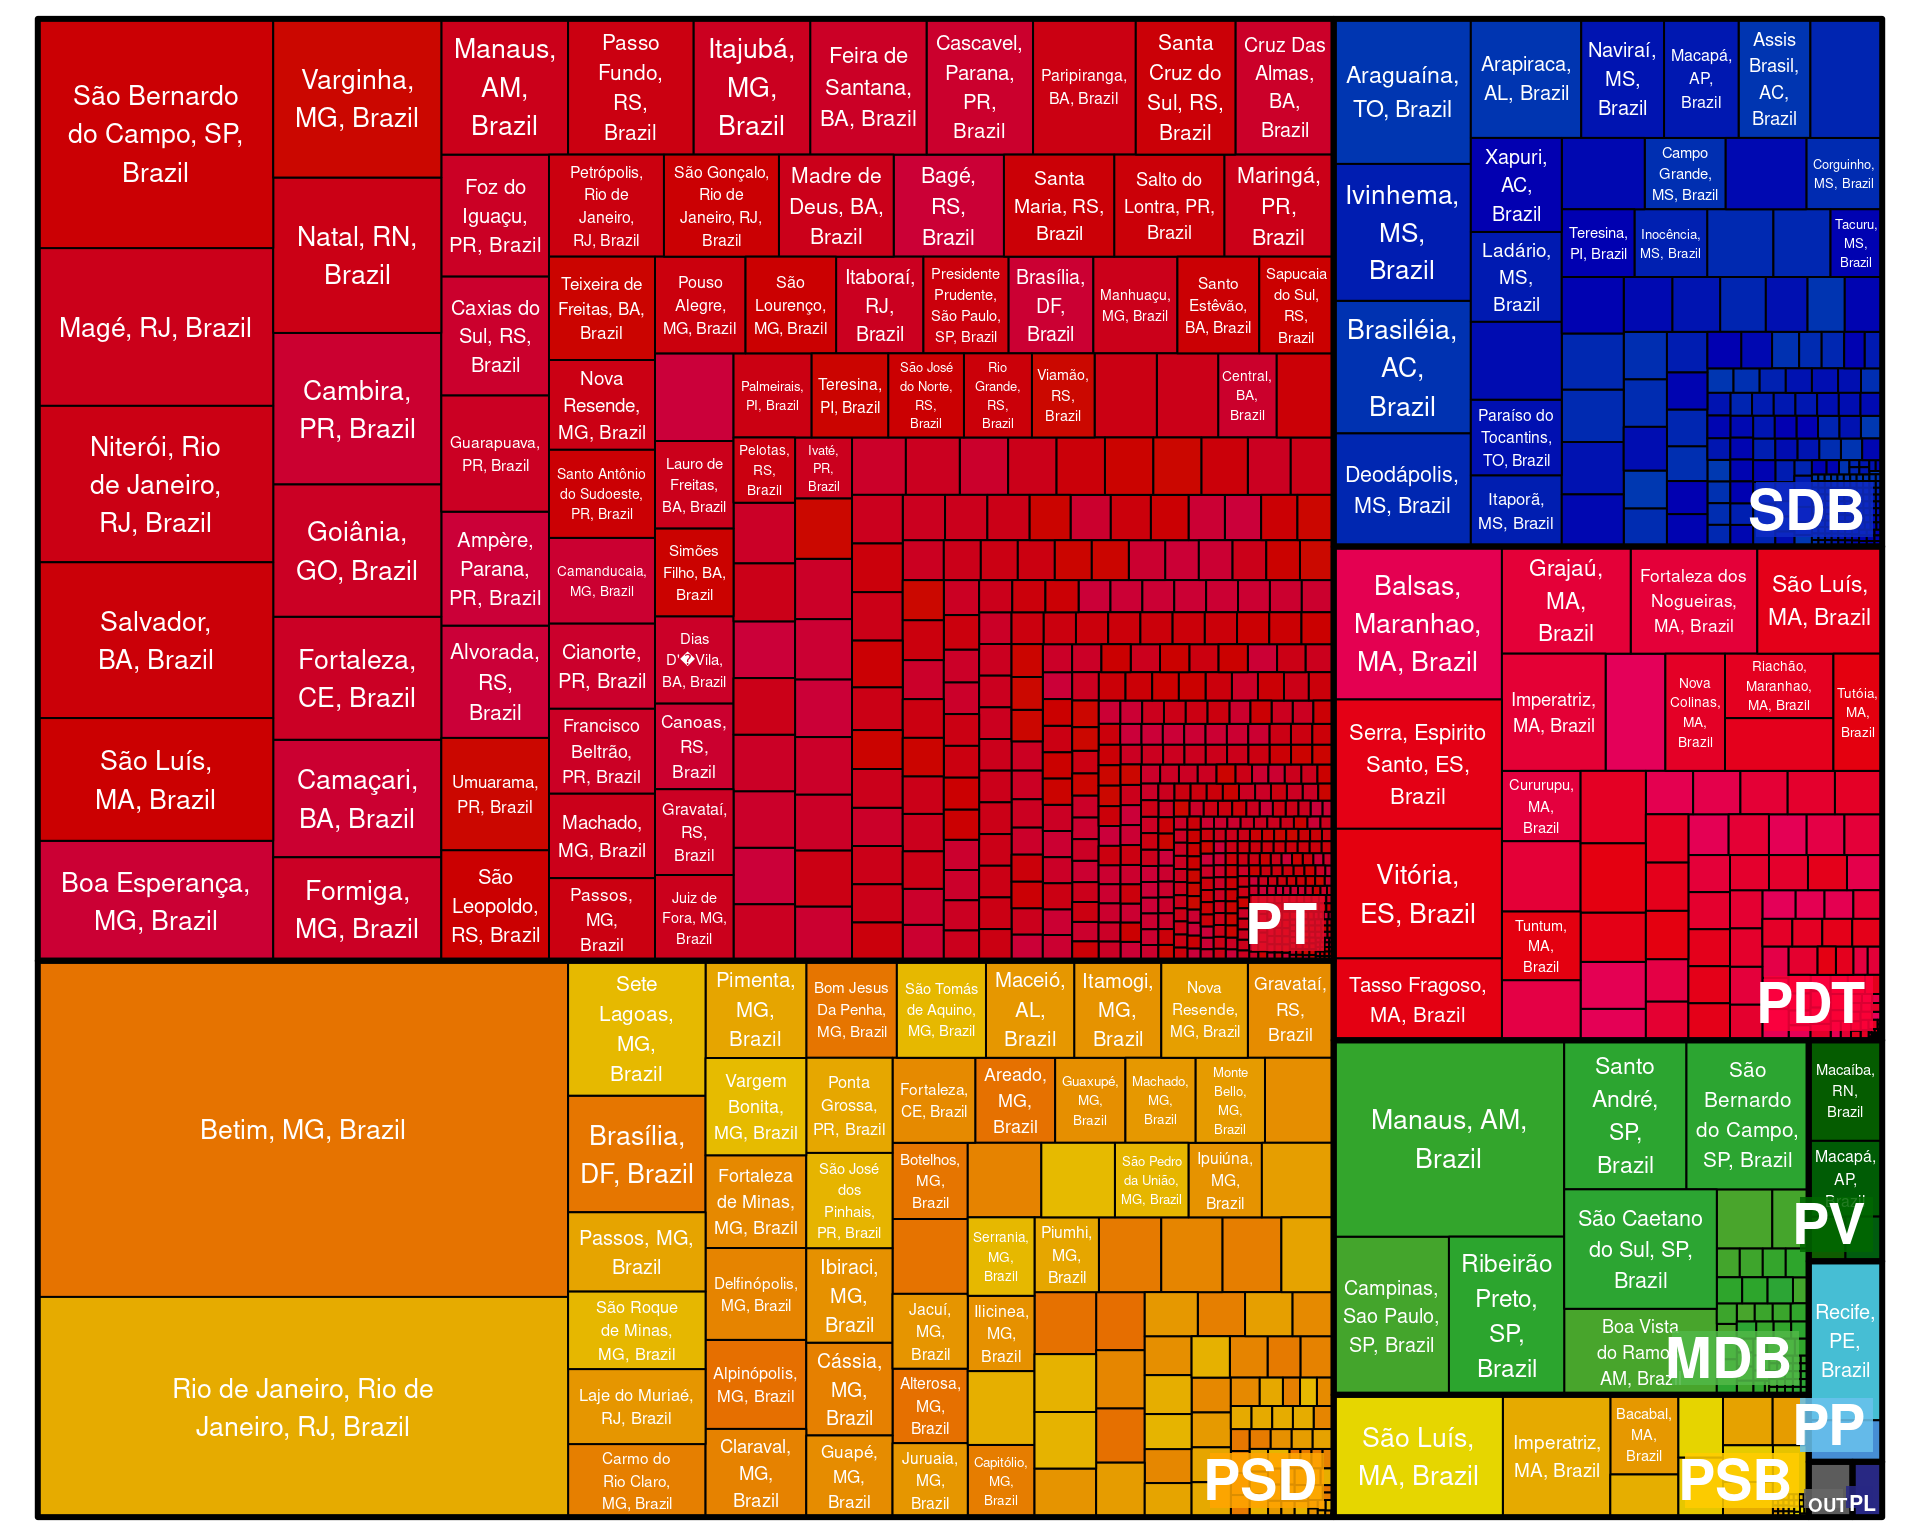 São Bernardo
do Campo, SP,
Brazil
Magé, RJ, Brazil
Niterói, Rio
de Janeiro,
RJ, Brazil
Salvador,
BA, Brazil
São Luís,
MA, Brazil
Boa Esperança,
MG, Brazil
Varginha,
MG, Brazil
Natal, RN,
Brazil
Cambira,
PR, Brazil
Goiânia,
GO, Brazil
Fortaleza,
CE, Brazil
Camaçari,
BA, Brazil
Formiga,
MG, Brazil
Manaus,
AM,
Brazil
Foz do
Iguaçu,
PR, Brazil
Caxias do
Sul, RS,
Brazil
Guarapuava,
PR, Brazil
Ampère,
Parana,
PR, Brazil
Alvorada,
RS,
Brazil
Umuarama,
PR, Brazil
São
Leopoldo,
RS, Brazil
Passo
Fundo,
RS,
Brazil
Itajubá,
MG,
Brazil
Feira de
Santana,
BA, Brazil
Cascavel,
Parana,
PR,
Brazil
Paripiranga,
BA, Brazil
Santa
Cruz do
Sul, RS,
Brazil
Cruz Das
Almas,
BA,
Brazil
Petrópolis,
Rio de
Janeiro,
RJ, Brazil
São Gonçalo,
Rio de
Janeiro, RJ,
Brazil
Madre de
Deus, BA,
Brazil
Bagé,
RS,
Brazil
Santa
Maria, RS,
Brazil
Salto do
Lontra, PR,
Brazil
Maringá,
PR,
Brazil
Teixeira de
Freitas, BA,
Brazil
Nova
Resende,
MG, Brazil
Santo Antônio
do Sudoeste,
PR, Brazil
Camanducaia,
MG, Brazil
Cianorte,
PR, Brazil
Francisco
Beltrão,
PR, Brazil
Machado,
MG, Brazil
Passos,
MG,
Brazil
Pouso
Alegre,
MG, Brazil
São
Lourenço,
MG, Brazil
Itaboraí,
RJ,
Brazil
Presidente
Prudente,
São Paulo,
SP, Brazil
Brasília,
DF,
Brazil
Manhuaçu,
MG, Brazil
Santo
Estêvão,
BA, Brazil
Sapucaia
do Sul,
RS,
Brazil
Lauro de
Freitas,
BA, Brazil
Simões
Filho, BA,
Brazil
Dias
D'�Vila,
BA, Brazil
Canoas,
RS,
Brazil
Gravataí,
RS,
Brazil
Juiz de
Fora, MG,
Brazil
Palmeirais,
PI, Brazil
Teresina,
PI, Brazil
São José
do Norte,
RS,
Brazil
Rio
Grande,
RS,
Brazil
Viamão,
RS,
Brazil
Central,
BA,
Brazil
Pelotas,
RS,
Brazil
Ivaté,
PR,
Brazil
PT
Araguaína,
TO, Brazil
Ivinhema,
MS,
Brazil
Brasiléia,
AC,
Brazil
Deodápolis,
MS, Brazil
Arapiraca,
AL, Brazil
Naviraí,
MS,
Brazil
Macapá,
AP,
Brazil
Assis
Brasil,
AC,
Brazil
Xapuri,
AC,
Brazil
Ladário,
MS,
Brazil
Paraíso do
Tocantins,
TO, Brazil
Itaporã,
MS, Brazil
Campo
Grande,
MS, Brazil
Corguinho,
MS, Brazil
Teresina,
PI, Brazil
Inocência,
MS, Brazil
Tacuru,
MS,
Brazil
SDB
Balsas,
Maranhao,
MA, Brazil
Serra, Espirito
Santo, ES,
Brazil
Vitória,
ES, Brazil
Tasso Fragoso,
MA, Brazil
Grajaú,
MA,
Brazil
Fortaleza dos
Nogueiras,
MA, Brazil
São Luís,
MA, Brazil
Imperatriz,
MA, Brazil
Nova
Colinas,
MA,
Brazil
Riachão,
Maranhao,
MA, Brazil
Tutóia,
MA,
Brazil
Cururupu,
MA,
Brazil
Tuntum,
MA,
Brazil
PDT
Betim, MG, Brazil
Rio de Janeiro, Rio de
Janeiro, RJ, Brazil
Sete
Lagoas,
MG,
Brazil
Brasília,
DF, Brazil
Passos, MG,
Brazil
São Roque
de Minas,
MG, Brazil
Laje do Muriaé,
RJ, Brazil
Carmo do
Rio Claro,
MG, Brazil
Pimenta,
MG,
Brazil
Vargem
Bonita,
MG, Brazil
Fortaleza
de Minas,
MG, Brazil
Delfinópolis,
MG, Brazil
Alpinópolis,
MG, Brazil
Claraval,
MG,
Brazil
Bom Jesus
Da Penha,
MG, Brazil
São Tomás
de Aquino,
MG, Brazil
Maceió,
AL,
Brazil
Itamogi,
MG,
Brazil
Nova
Resende,
MG, Brazil
Gravataí,
RS,
Brazil
Ponta
Grossa,
PR, Brazil
São José
dos
Pinhais,
PR, Brazil
Ibiraci,
MG,
Brazil
Cássia,
MG,
Brazil
Guapé,
MG,
Brazil
Fortaleza,
CE, Brazil
Areado,
MG,
Brazil
Guaxupé,
MG,
Brazil
Machado,
MG,
Brazil
Monte
Bello,
MG,
Brazil
Botelhos,
MG,
Brazil
São Pedro
da União,
MG, Brazil
Ipuiúna,
MG,
Brazil
Serrania,
MG,
Brazil
Piumhi,
MG,
Brazil
Jacuí,
MG,
Brazil
Ilicinea,
MG,
Brazil
Alterosa,
MG,
Brazil
Juruaia,
MG,
Brazil
Capitólio,
MG,
Brazil
PSD
Manaus, AM,
Brazil
Campinas,
Sao Paulo,
SP, Brazil
Ribeirão
Preto,
SP,
Brazil
Santo
André,
SP,
Brazil
São
Bernardo
do Campo,
SP, Brazil
São Caetano
do Sul, SP,
Brazil
Boa Vista
do Ramo
AM, Braz
MDB
Macaíba,
RN,
Brazil
Macapá,
AP,
Brazil
PV
Recife,
PE,
Brazil
PP
São Luís,
MA, Brazil
Imperatriz,
MA, Brazil
Bacabal,
MA,
Brazil
PSB
OUT
PL